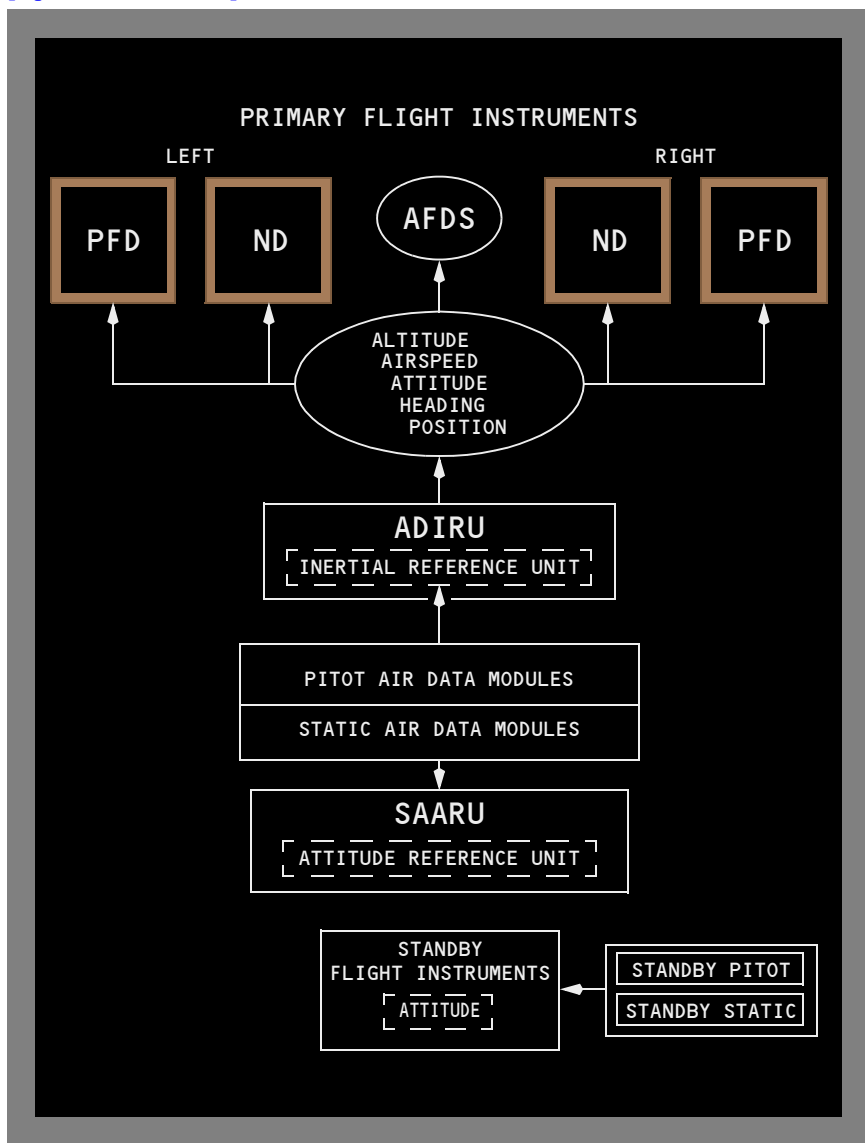 PRIMARY FLIGHT INSTRUMENTS
LEFT
RIGHT
PFD
ND
AFDS
ND
PFD
ALTITUDE
AIRSPEED
ATTITUDE
HEADING
POSITION
ADIRU
INERTIAL REFERENCE UNIT
PITOT AIR DATA MODULES
STATIC AIR DATA MODULES
SAARU
ATTITUDE REFERENCE UNIT
STANDBY
FLIGHT INSTRUMENTS
ATTITUDE
STANDBY PITOT
STANDBY STATIC